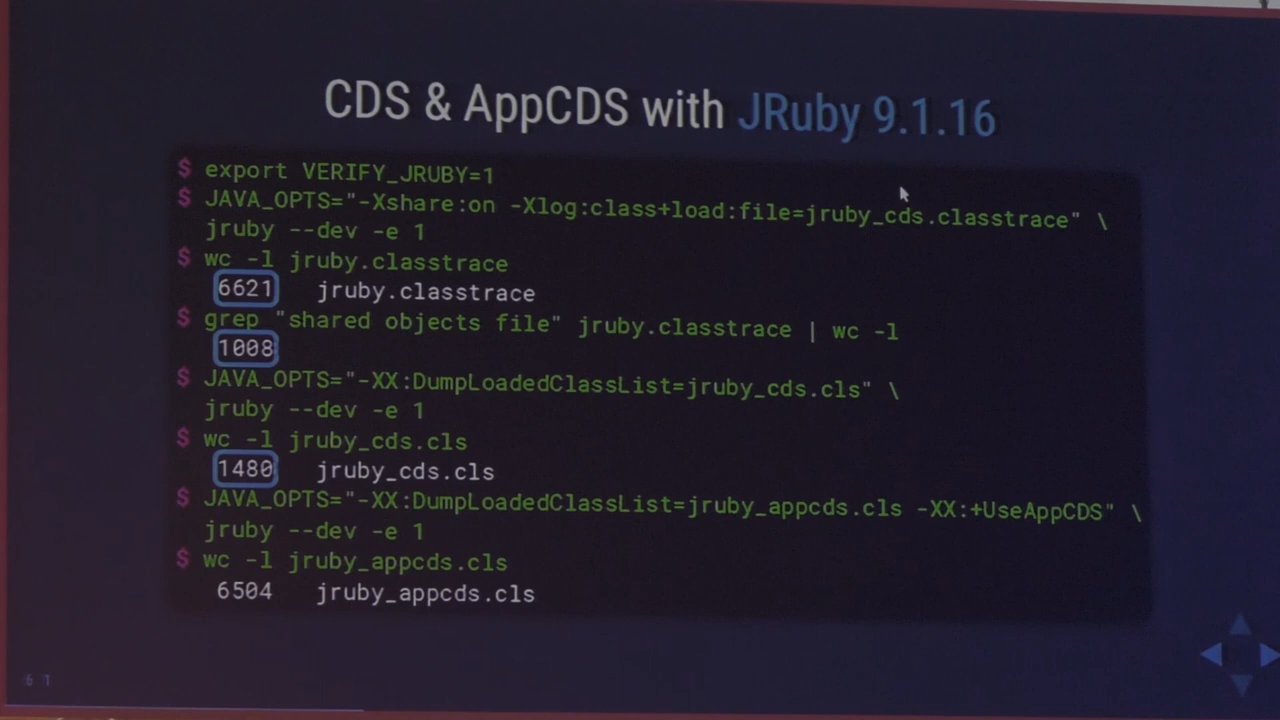 CDS & AppCDS with JRuby 9.1.16
$ export VERIFY_JRUBY=1
$ JAVA_OPTS="-Xshare:on -Xlog:class+load:file=jruby_cds.classtrace" \
jruby --dev -e 1
$ wc -l jruby.classtrace
6621 jruby.classtrace
$ grep "shared objects file" jruby.classtrace | wc -l
1008
$ JAVA_OPTS="-XX:DumpLoadedClassList=jruby_cds.cls" \
jruby --dev -e 1
$ wc -l jruby_cds.cls
1480 jruby_cds.cls
$ JAVA_OPTS="-XX:DumpLoadedClassList=jruby_appcds.cls -XX:+UseAppCDS" \
jruby --dev -e 1
$ wc -l jruby_appcds.cls
6504 jruby_appcds.cls
6 1